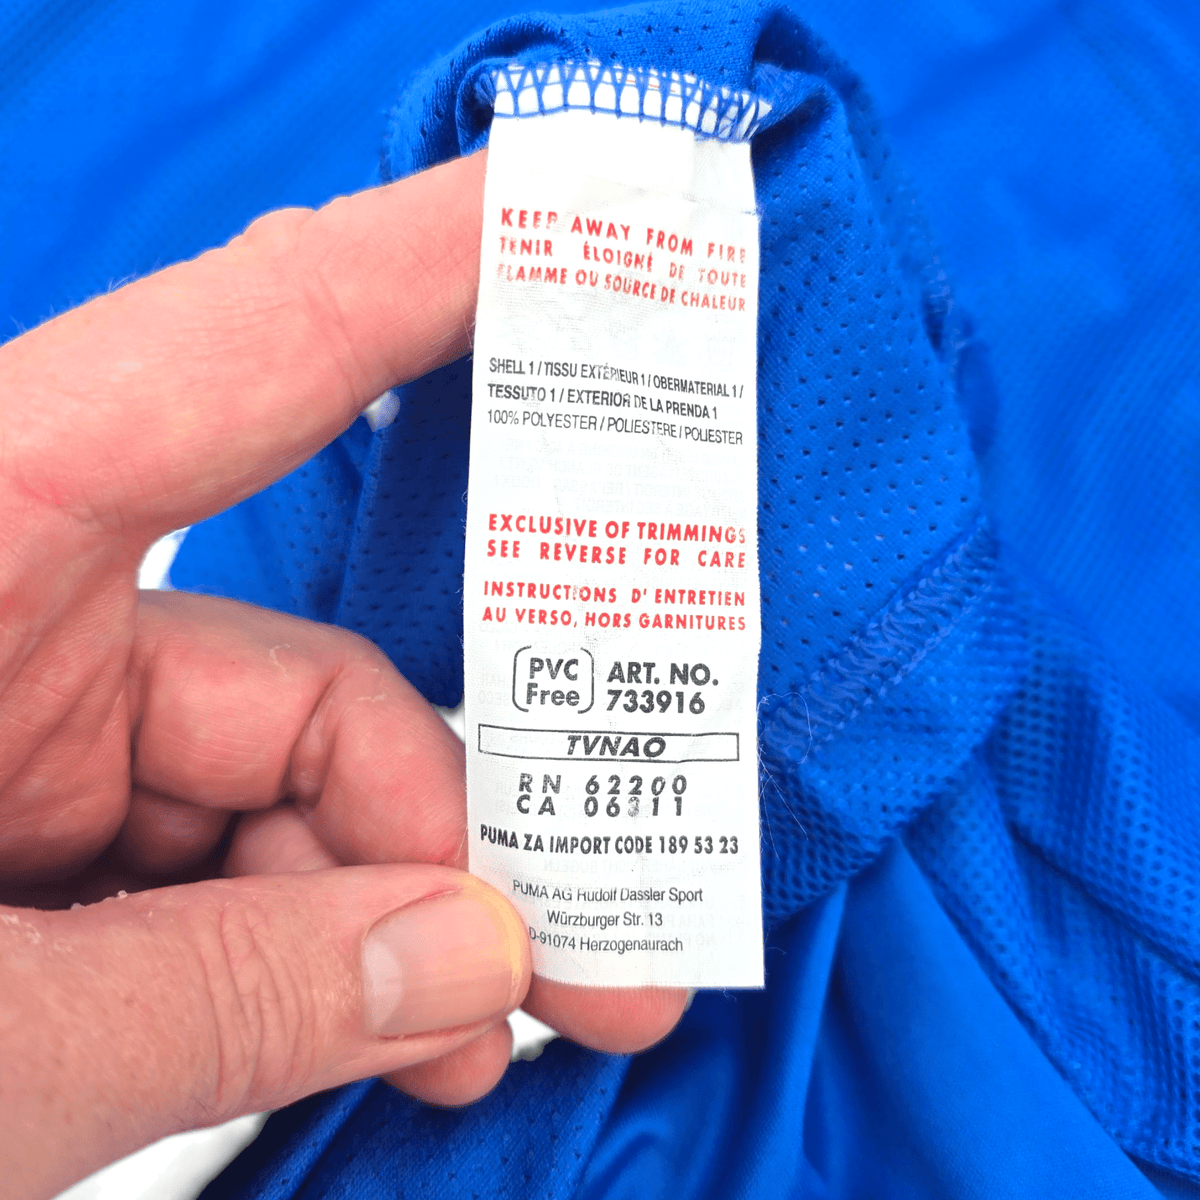 KEEP AWAY FROM FIRE
TENIR ÉLOIGNÉ DE TOUTE
FLAMME OU SOURCE DE CHALEUR
SHELL 1 / TISSU EXTÉRIEUR 1 / OBERMATERIAL 1 /
TESSUTO 1 / EXTERIOR DE LA PRENDA 1
100% POLYESTER / POLIESTERE / POLIESTER
EXCLUSIVE OF TRIMMINGS
SEE REVERSE FOR CARE
INSTRUCTIONS D' ENTRETIEN
AU VERSO, HORS GARNITURES
PVC Free
ART. NO.
733916
TVNAO
RN 62200
CA 06311
PUMA ZA IMPORT CODE 189 53 23
PUMA AG Rudolf Dassler Sport
Würzburger Str. 13
D-91074 Herzogenaurach